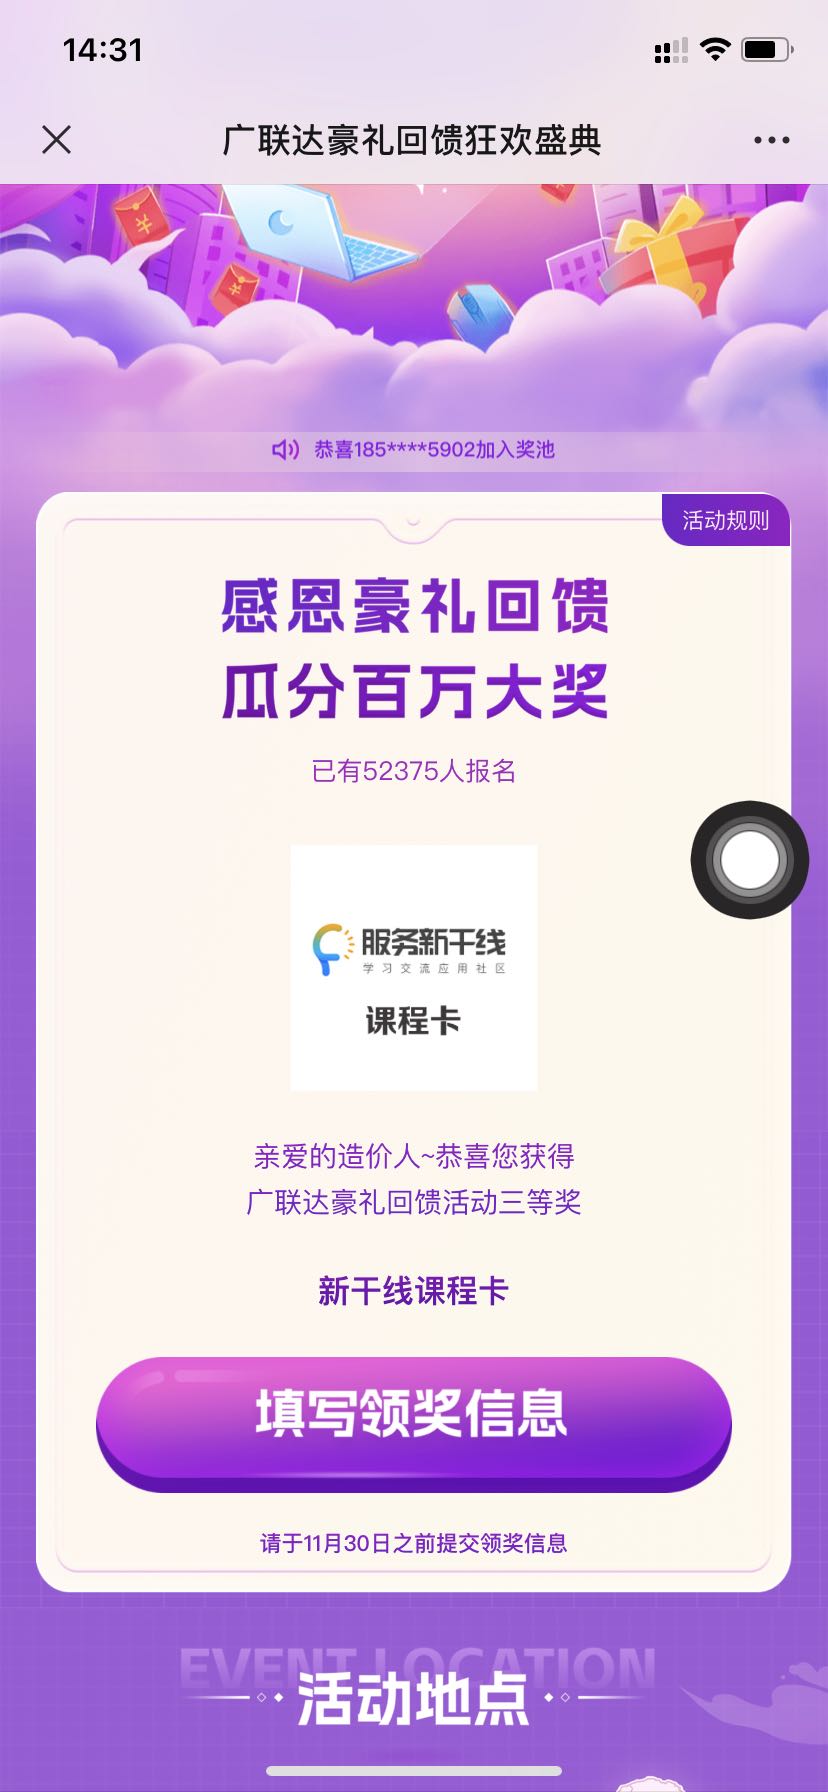 14:31
广联达豪礼回馈狂欢盛典
恭喜185****5902加入奖池
活动规则
感恩豪礼回馈
瓜分百万大奖
已有52375人报名
服务新干线
学习交流应用社区
课程卡
亲爱的造价人~恭喜您获得
广联达豪礼回馈活动三等奖
新干线课程卡
填写领奖信息
请于11月30日之前提交领奖信息
EVENT LOCATION
活动地点